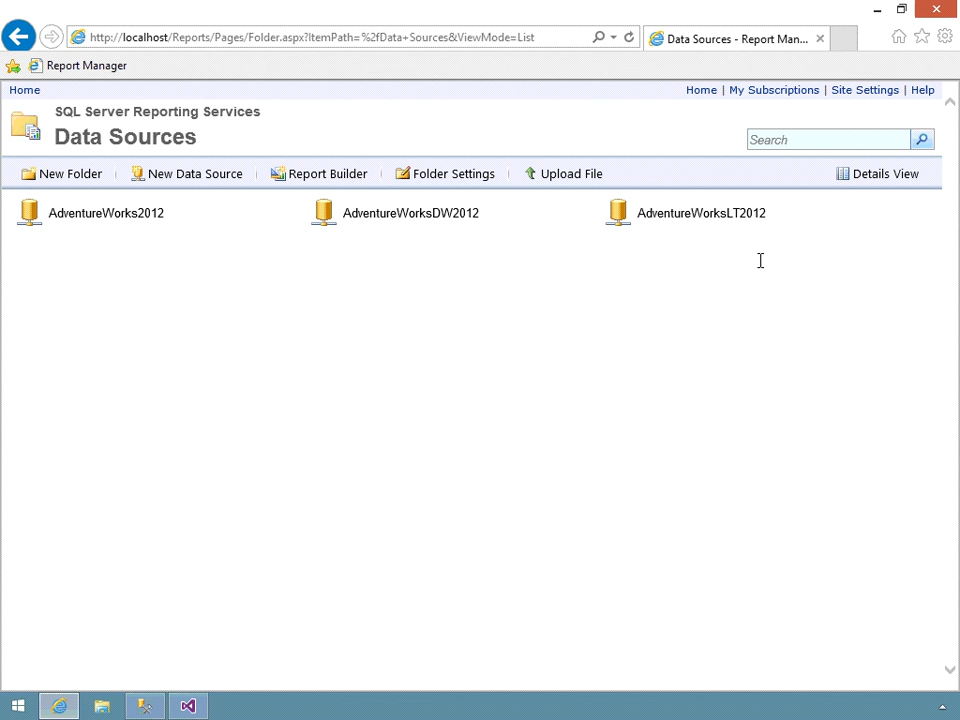 http://localhost/Reports/Pages/Folder.aspx?ItemPath=%2fData+Sources&ViewMode=List
Data Sources - Report Man...
Report Manager
Home
Home | My Subscriptions | Site Settings | Help
SQL Server Reporting Services
Data Sources
Search
New Folder | New Data Source | Report Builder | Folder Settings | Upload File
Details View
AdventureWorks2012
AdventureWorksDW2012
AdventureWorksLT2012